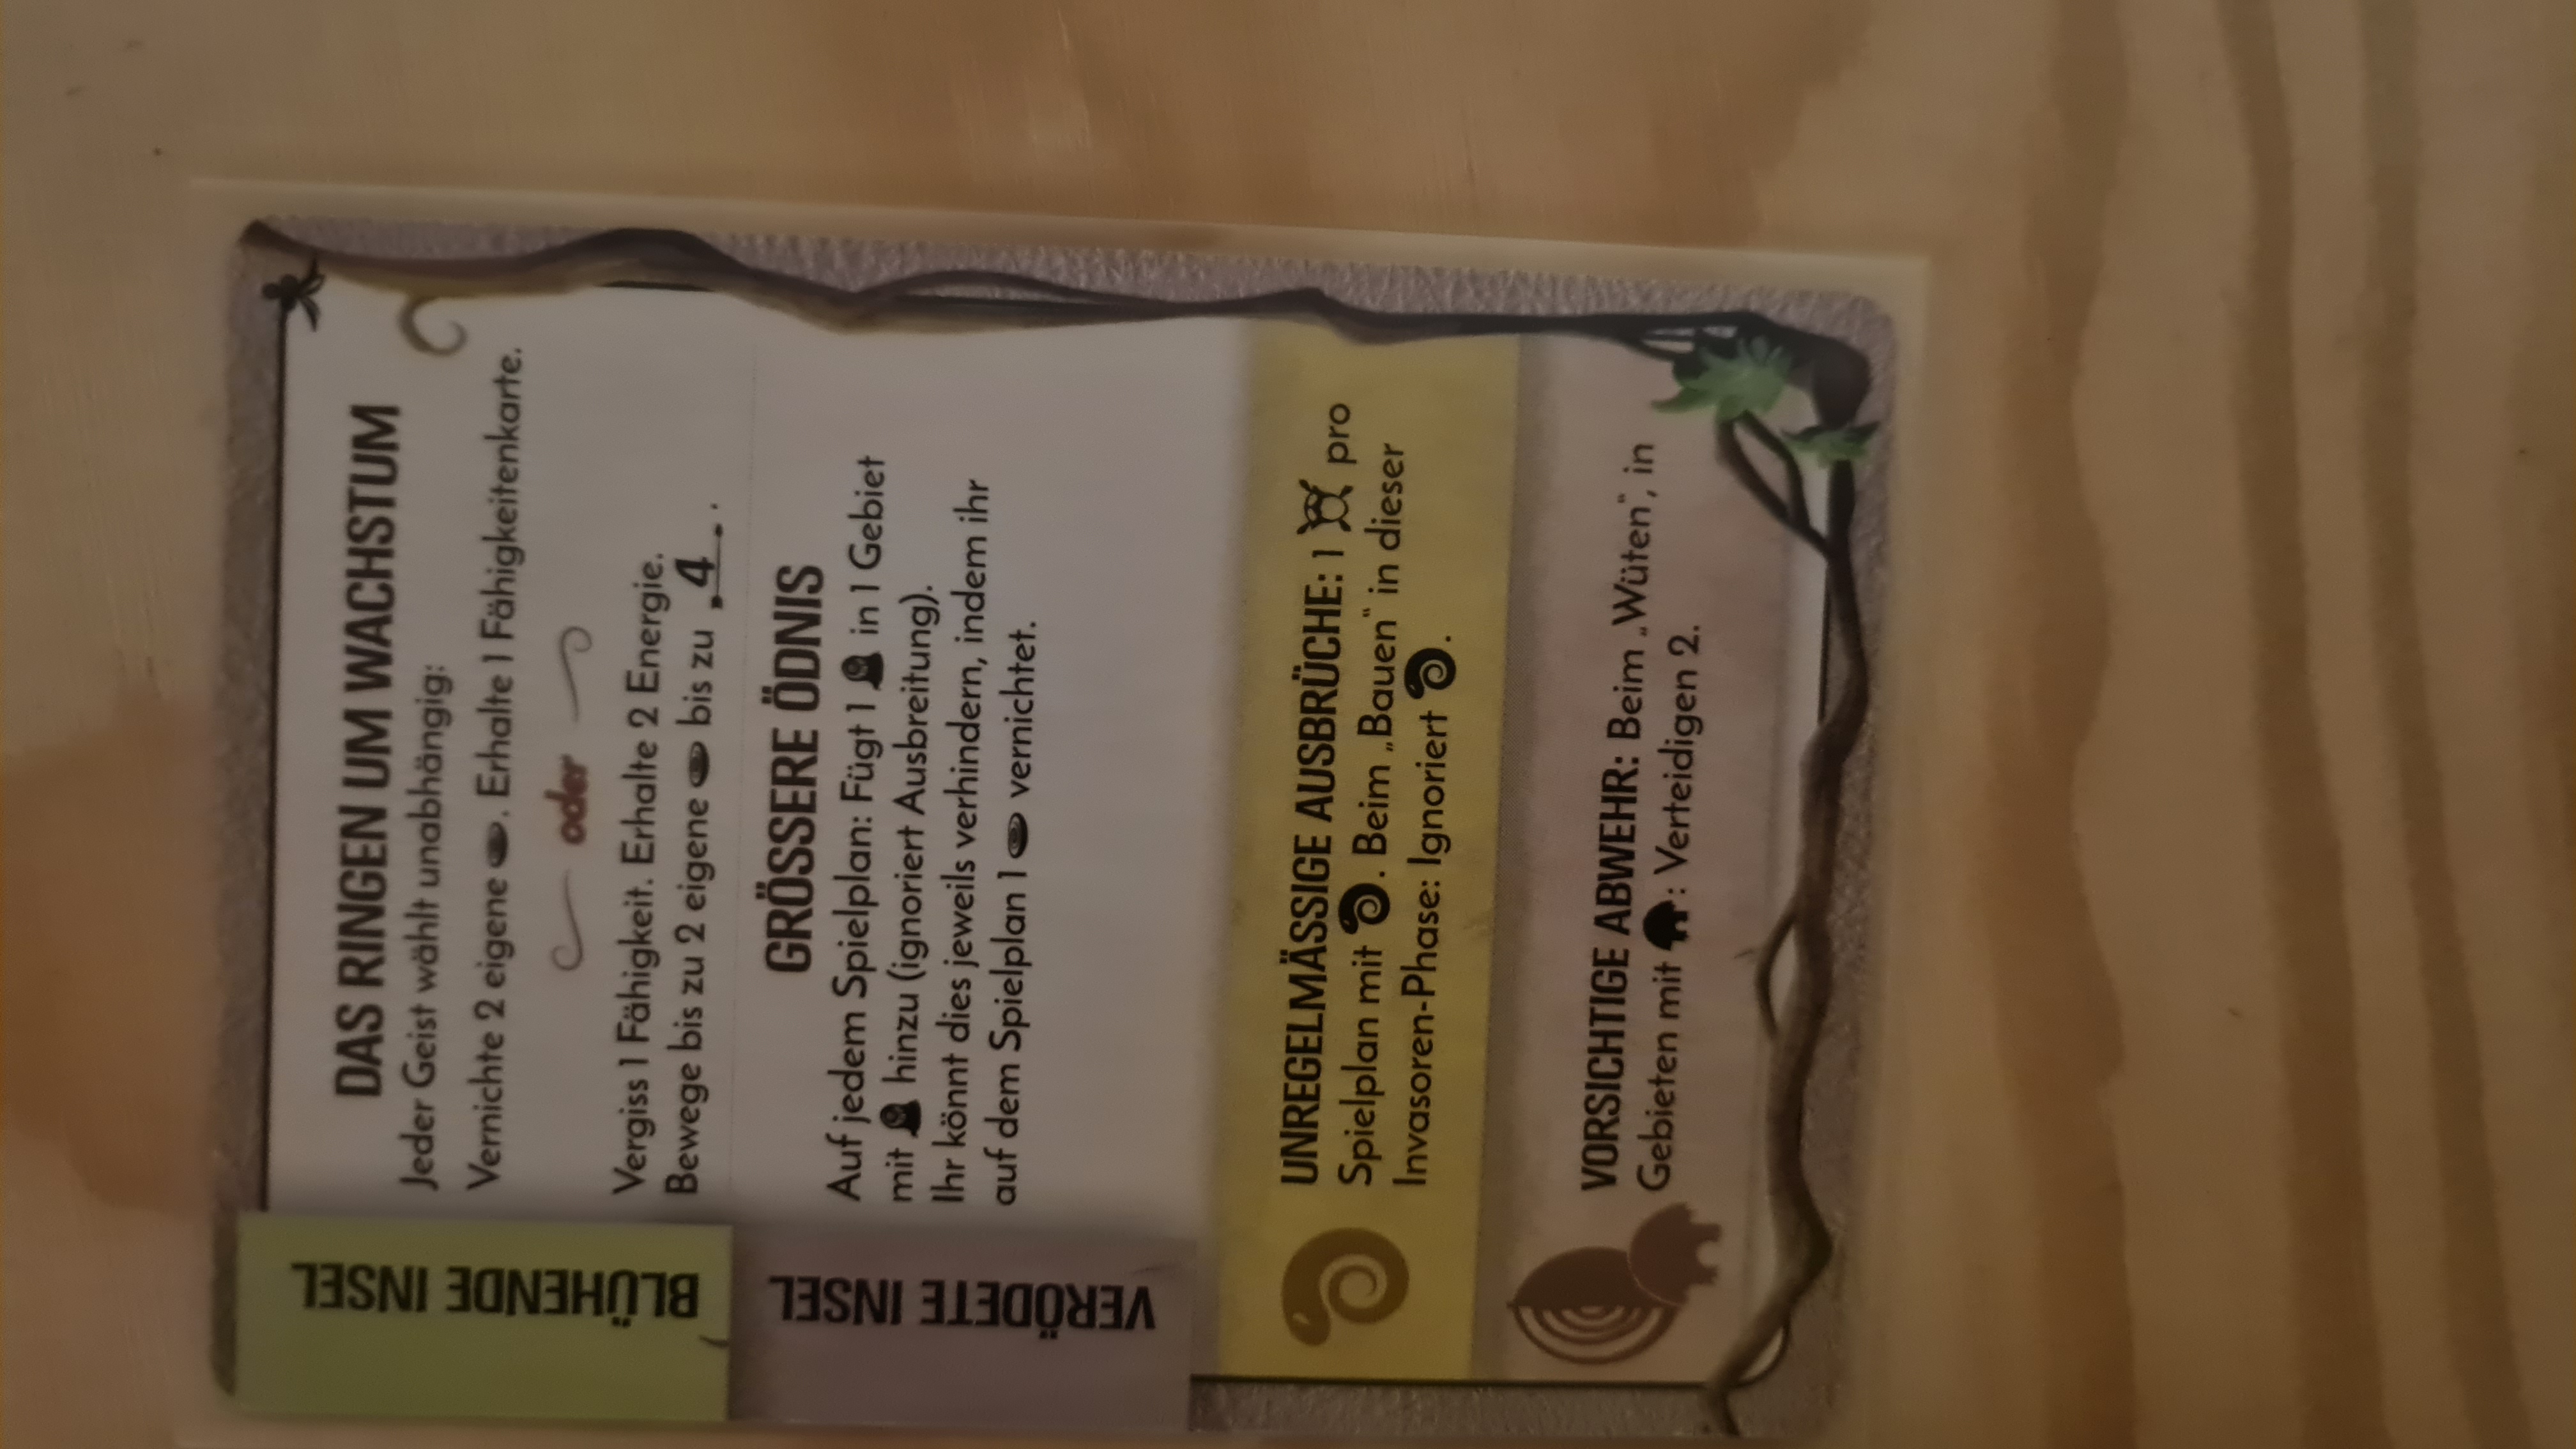 BLÜHENDE INSEL
DAS RINGEN UM WACHSTUM
Jeder Geist wählt unabhängig:
Vernichte 2 eigene . Erhalte 1 Fähigkeitenkarte.
oder
Vergiss 1 Fähigkeit. Erhalte 2 Energie.
Bewege bis zu 2 eigene bis zu 4.
VERÖDETE INSEL
GRÖSSERE ÖDNIS
Auf jedem Spielplan: Fügt 1 in 1 Gebiet
mit hinzu (ignoriert Ausbreitung).
Ihr könnt dies jeweils verhindern, indem ihr
auf dem Spielplan 1 vernichtet.
UNREGELMÄSSIGE AUSBRÜCHE: 1 pro
Spielplan mit . Beim „Bauen“ in dieser
Invasoren-Phase: Ignoriert .
VORSICHTIGE ABWEHR: Beim „Wüten“, in
Gebieten mit : Verteidigen 2.